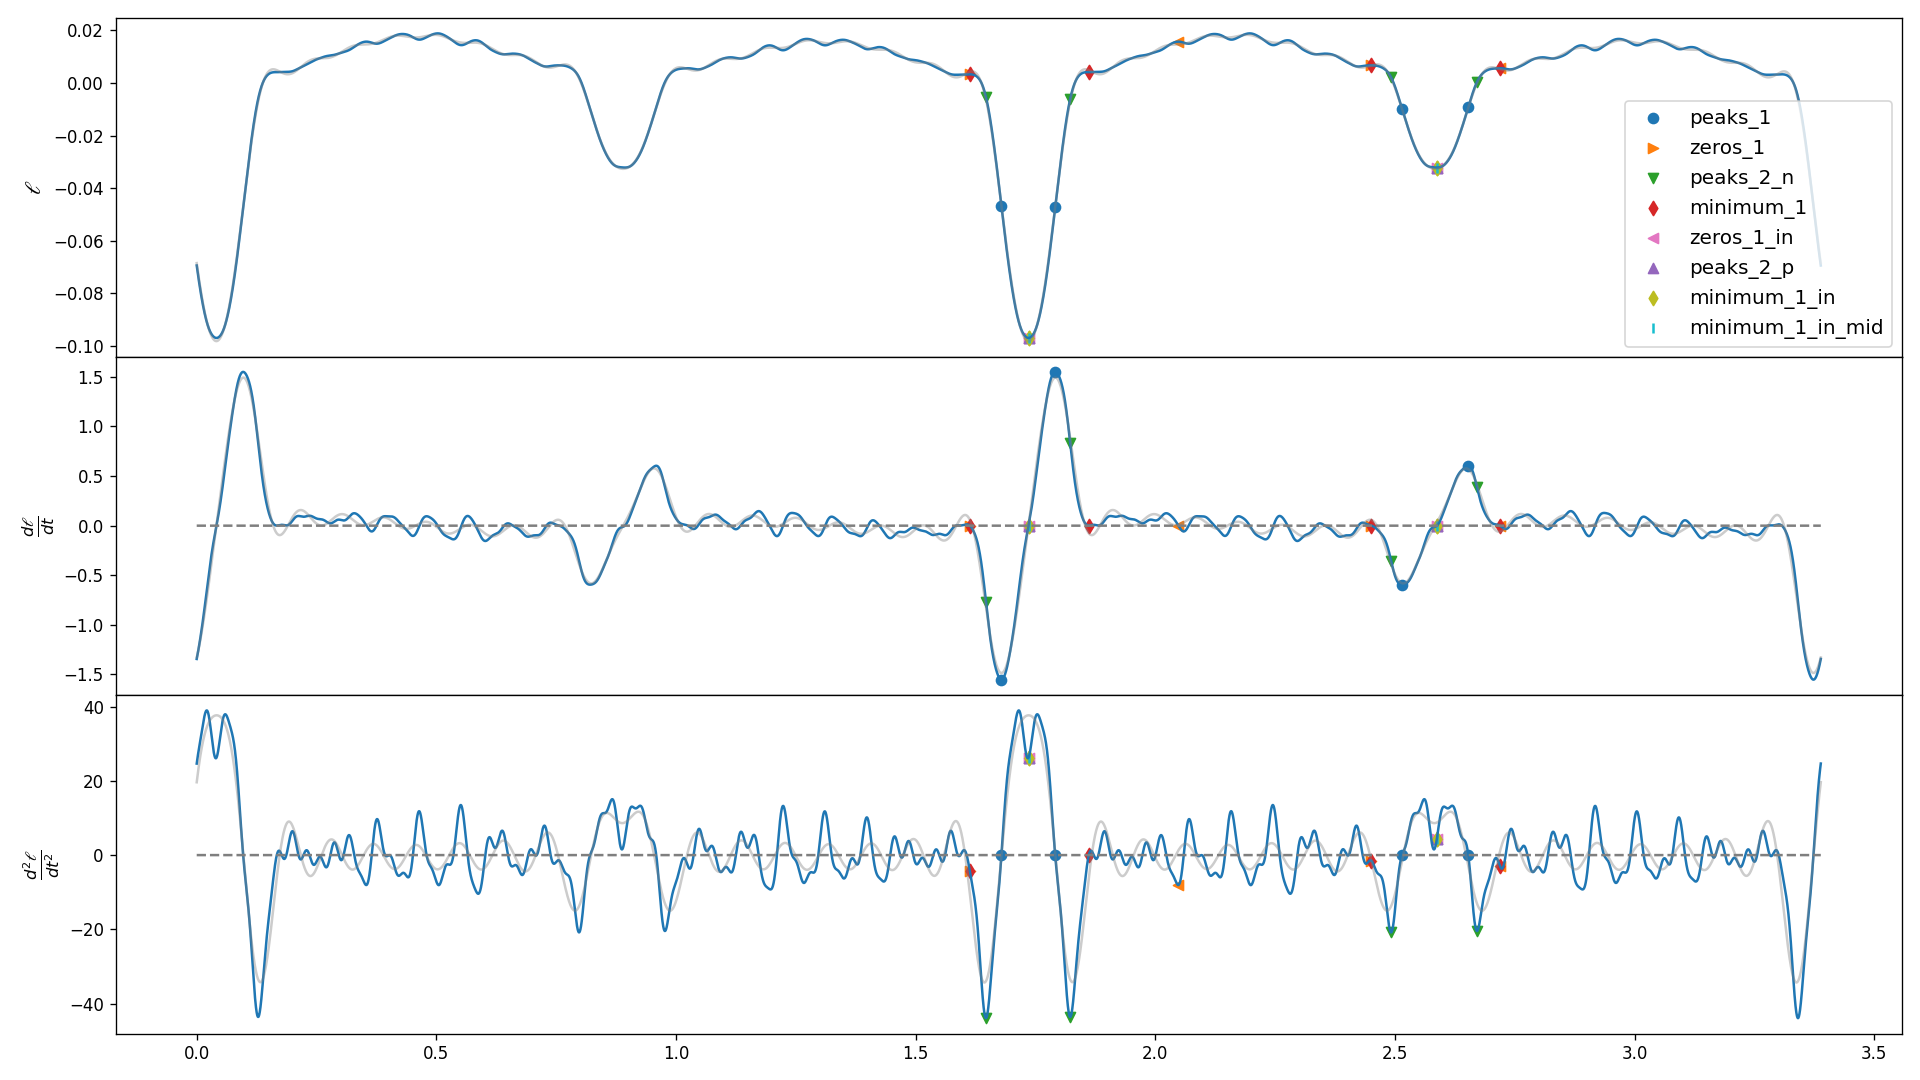 0.02
0.00
−0.02
−0.04
−0.06
−0.08
−0.10
ℓ
peaks_1
zeros_1
peaks_2_n
minimum_1
zeros_1_in
peaks_2_p
minimum_1_in
minimum_1_in_mid
1.5
1.0
0.5
0.0
−0.5
−1.0
−1.5
dℓ
dt
40
20
0
−20
−40
d²ℓ
dt²
0.0 0.5 1.0 1.5 2.0 2.5 3.0 3.5